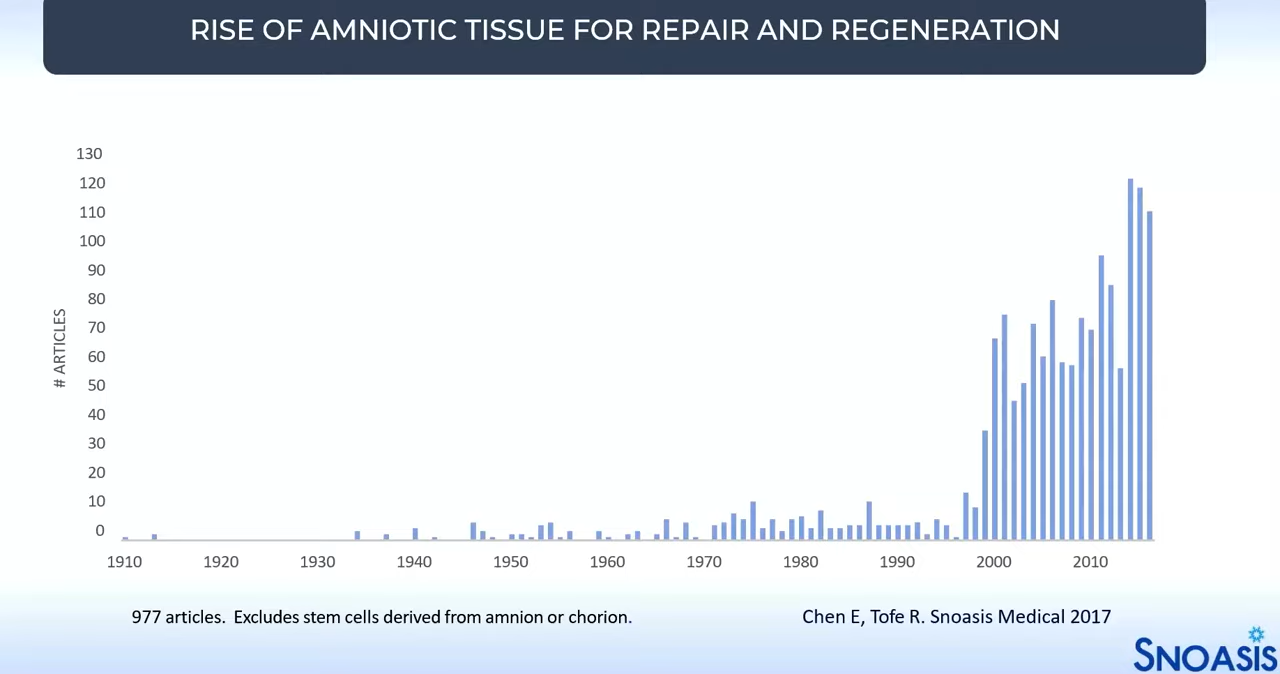 RISE OF AMNIOTIC TISSUE FOR REPAIR AND REGENERATION
130
120
110
100
90
80
70
60
50
40
30
20
10
0
# ARTICLES
1910 1920 1930 1940 1950 1960 1970 1980 1990 2000 2010
977 articles.  Excludes stem cells derived from amnion or chorion.
Chen E, Tofe R. Snoasis Medical 2017
SNOASIS